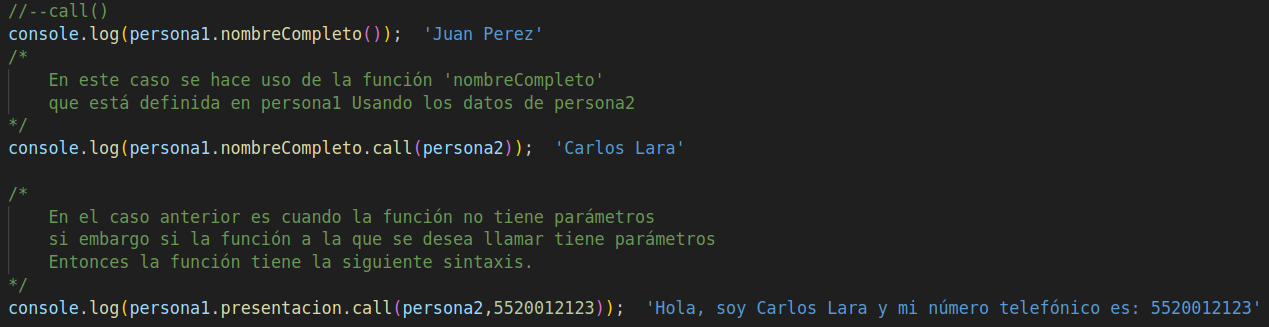 //--call()
console.log(persona1.nombreCompleto());  'Juan Perez'
/*
    En este caso se hace uso de la función 'nombreCompleto'
    que está definida en persona1 Usando los datos de persona2
*/
console.log(persona1.nombreCompleto.call(persona2));  'Carlos Lara'
/*
    En el caso anterior es cuando la función no tiene parámetros
    si embargo si la función a la que se desea llamar tiene parámetros
    Entonces la función tiene la siguiente sintaxis.
*/
console.log(persona1.presentacion.call(persona2,5520012123));  'Hola, soy Carlos Lara y mi número telefónico es: 5520012123'